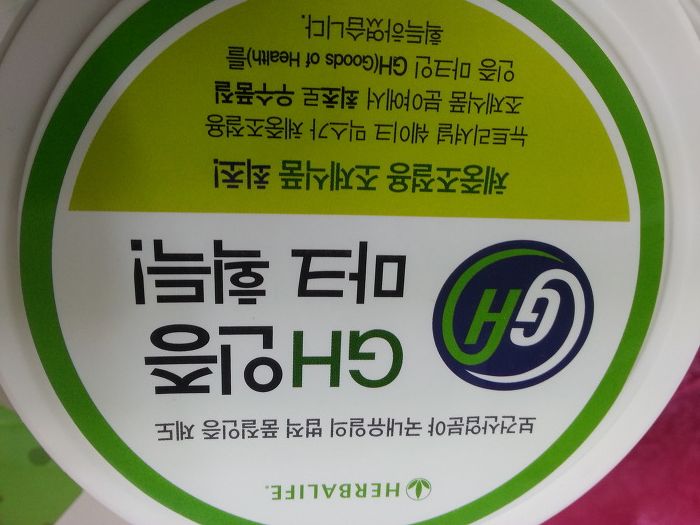 HERBALIFE.
보건산업분야 국내유일의 법적 품질인증 제도
GH인증
마크 획득!
GH
체중조절용 조제식품 최초!
뉴트리셔널 쉐이크 믹스가 체중조절용
조제식품 분야에서 최초로 우수품질
인증 마크인 GH(Goods of Health)를
획득하였습니다.